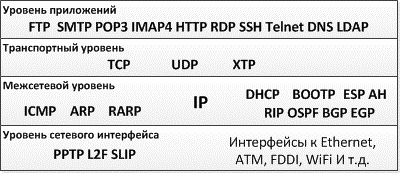 Уровень приложений
FTP SMTP POP3 IMAP4 HTTP RDP SSH Telnet DNS LDAP
Транспортный уровень
TCP UDP XTP
Межсетевой уровень
ICMP ARP RARP
IP
DHCP BOOTP ESP AH
RIP OSPF BGP EGP
Уровень сетевого интерфейса
PPTP L2F SLIP
Интерфейсы к Ethernet,
ATM, FDDI, WiFi И т.д.